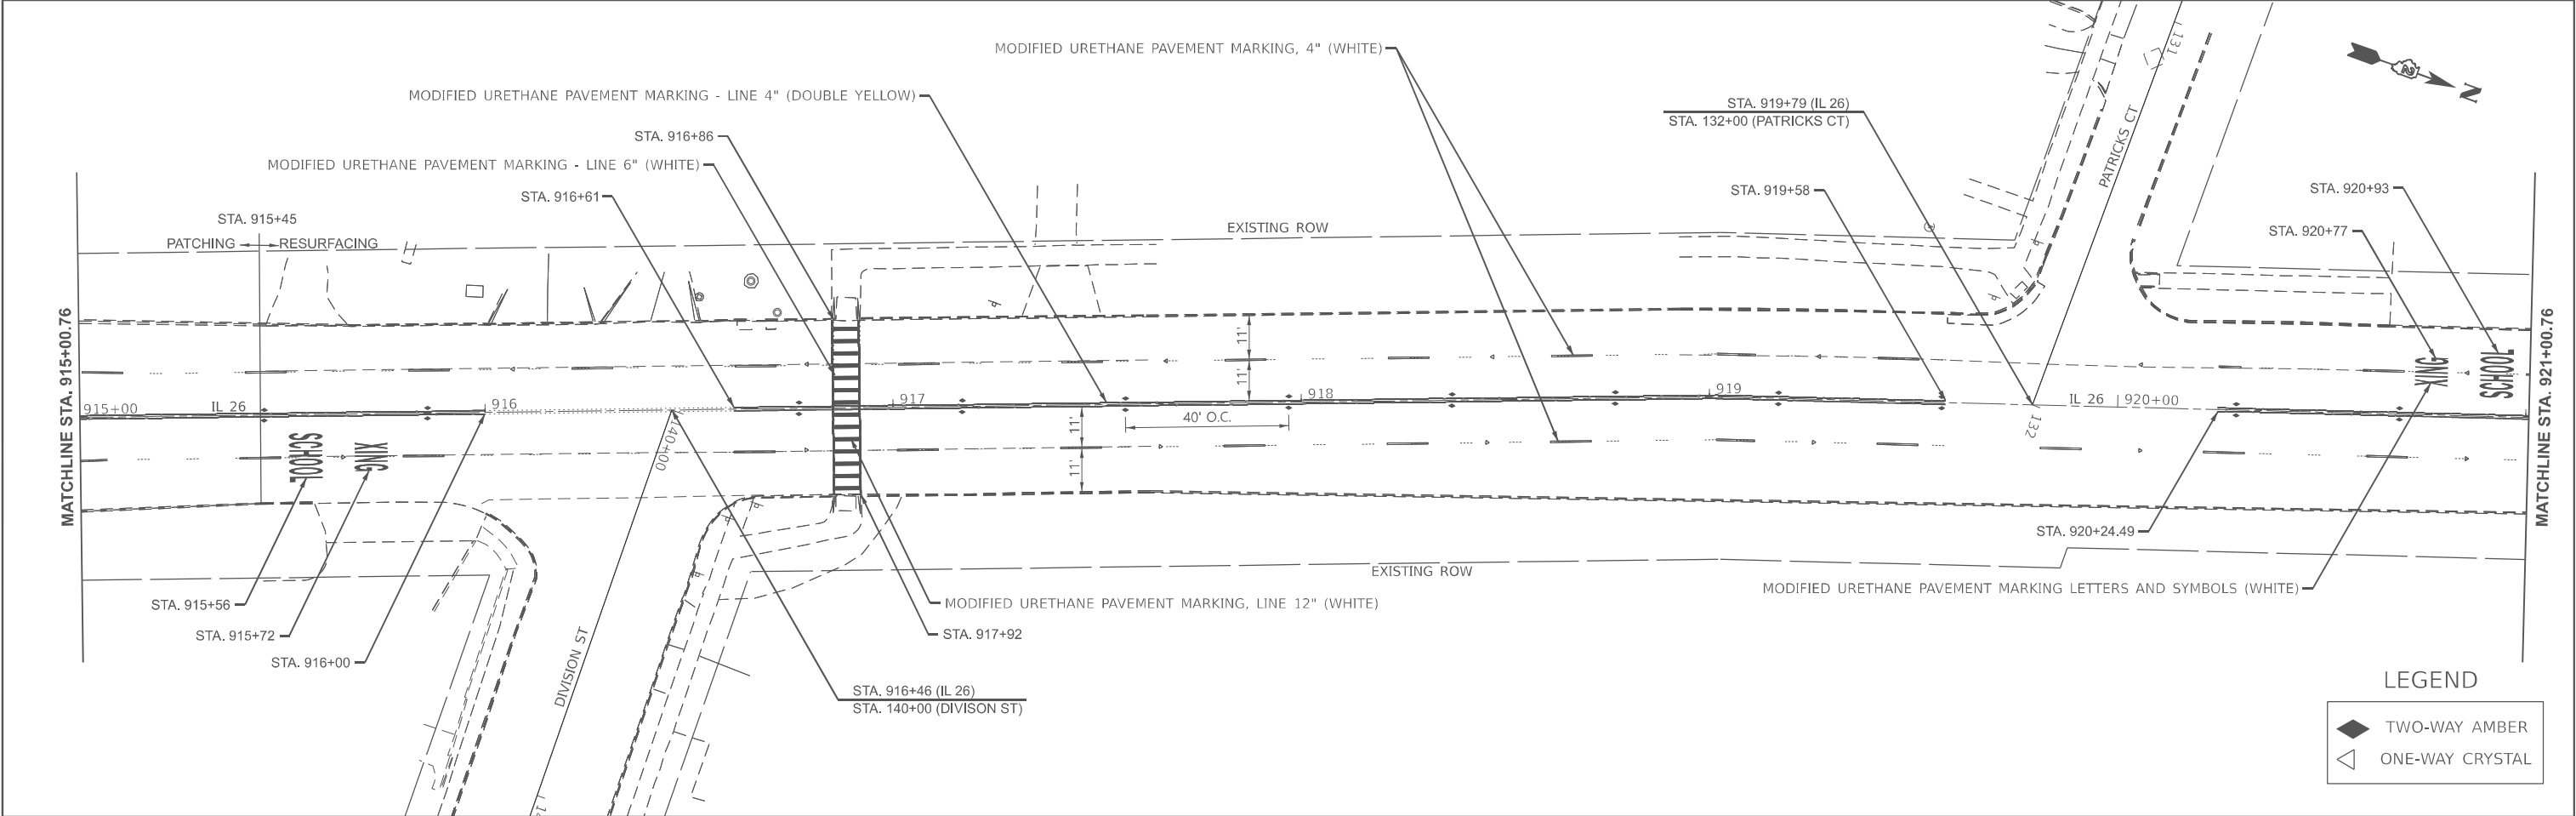 MODIFIED URETHANE PAVEMENT MARKING, 4" (WHITE)
MODIFIED URETHANE PAVEMENT MARKING - LINE 4" (DOUBLE YELLOW)
STA. 916+86
MODIFIED URETHANE PAVEMENT MARKING - LINE 6" (WHITE)
STA. 916+61
STA. 915+45
PATCHING
RESURFACING
EXISTING ROW
STA. 919+79 (IL 26)
STA. 132+00 (PATRICKS CT)
STA. 919+58
131
PATRICKS CT
N
STA. 920+93
STA. 920+77
MATCHLINE STA. 915+00.76
915+00
IL 26
916
917
918
919
IL 26
920+00
132
11'
11'
11'
11'
40' O.C.
140+00
SCHOOL
XING
XING
SCHOOL
MATCHLINE STA. 921+00.76
STA. 920+24.49
EXISTING ROW
MODIFIED URETHANE PAVEMENT MARKING LETTERS AND SYMBOLS (WHITE)
STA. 915+56
STA. 915+72
STA. 916+00
MODIFIED URETHANE PAVEMENT MARKING, LINE 12" (WHITE)
STA. 917+92
DIVISION ST
STA. 916+46 (IL 26)
STA. 140+00 (DIVISON ST)
LEGEND
TWO-WAY AMBER
ONE-WAY CRYSTAL